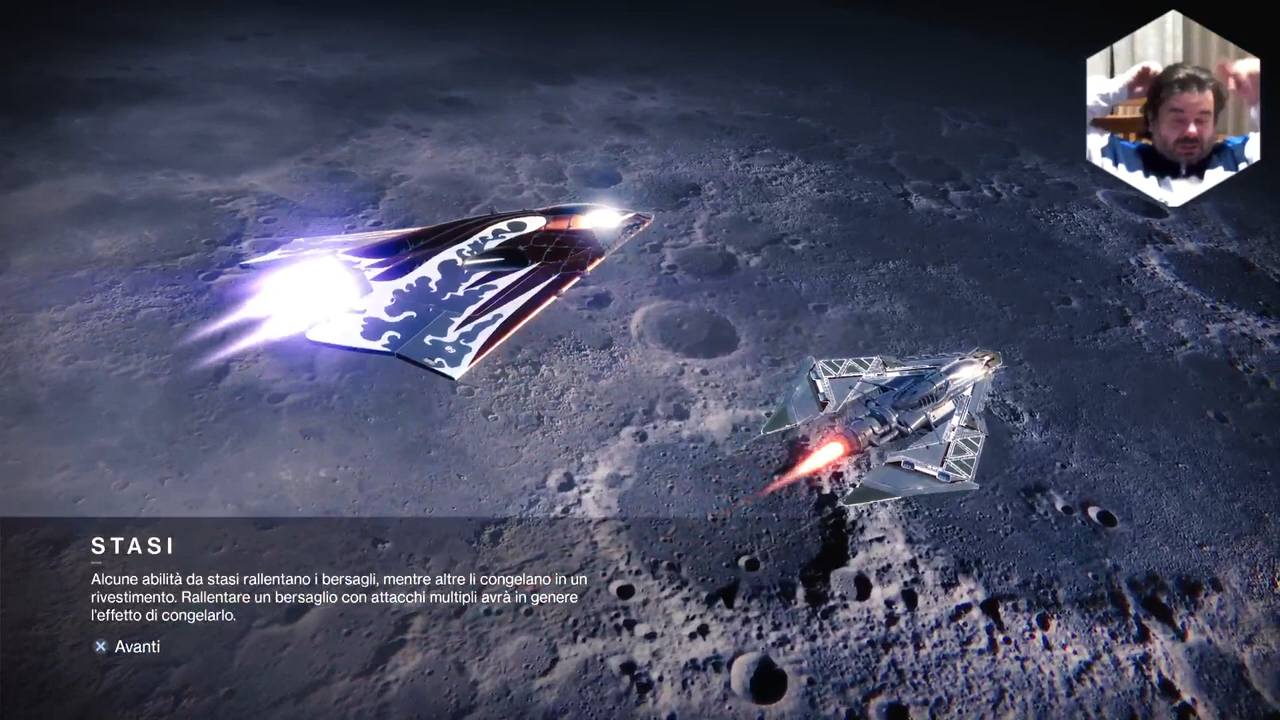 STASI
Alcune abilità da stasi rallentano i bersagli, mentre altre li congelano in un
rivestimento. Rallentare un bersaglio con attacchi multipli avrà in genere
l'effetto di congelarlo.
Avanti